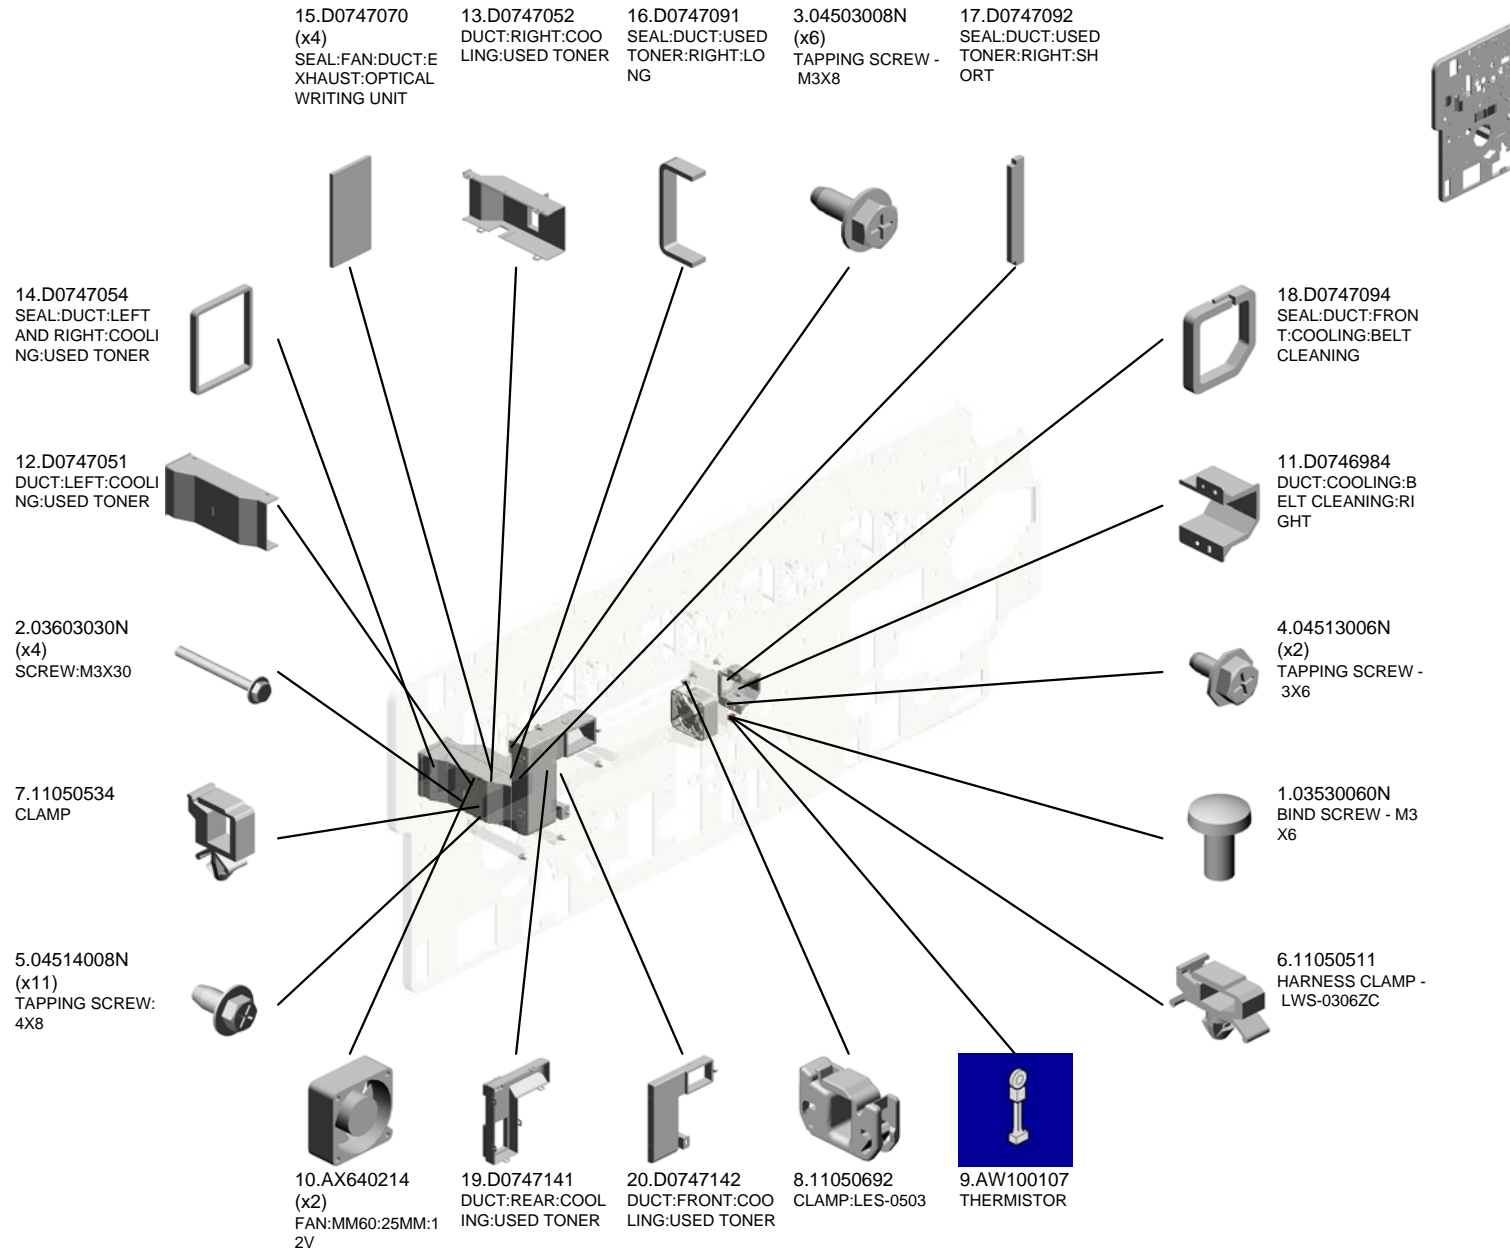 15.D0747070
(x4)
SEAL:FAN:DUCT:E
XHAUST:OPTICAL
WRITING UNIT
13.D0747052
DUCT:RIGHT:COO
LING:USED TONER
16.D0747091
SEAL:DUCT:USED
TONER:RIGHT:LO
NG
3.04503008N
(x6)
TAPPING SCREW -
M3X8
17.D0747092
SEAL:DUCT:USED
TONER:RIGHT:SH
ORT
14.D0747054
SEAL:DUCT:LEFT
AND RIGHT:COOLI
NG:USED TONER
18.D0747094
SEAL:DUCT:FRON
T:COOLING:BELT
CLEANING
12.D0747051
DUCT:LEFT:COOLI
NG:USED TONER
11.D0746984
DUCT:COOLING:B
ELT CLEANING:RI
GHT
2.03603030N
(x4)
SCREW:M3X30
4.04513006N
(x2)
TAPPING SCREW -
3X6
7.11050534
CLAMP
1.03530060N
BIND SCREW - M3
X6
5.04514008N
(x11)
TAPPING SCREW:
4X8
6.11050511
HARNESS CLAMP -
LWS-0306ZC
10.AX640214
(x2)
FAN:MM60:25MM:1
2V
19.D0747141
DUCT:REAR:COOL
ING:USED TONER
20.D0747142
DUCT:FRONT:COO
LING:USED TONER
8.11050692
CLAMP:LES-0503
9.AW100107
THERMISTOR